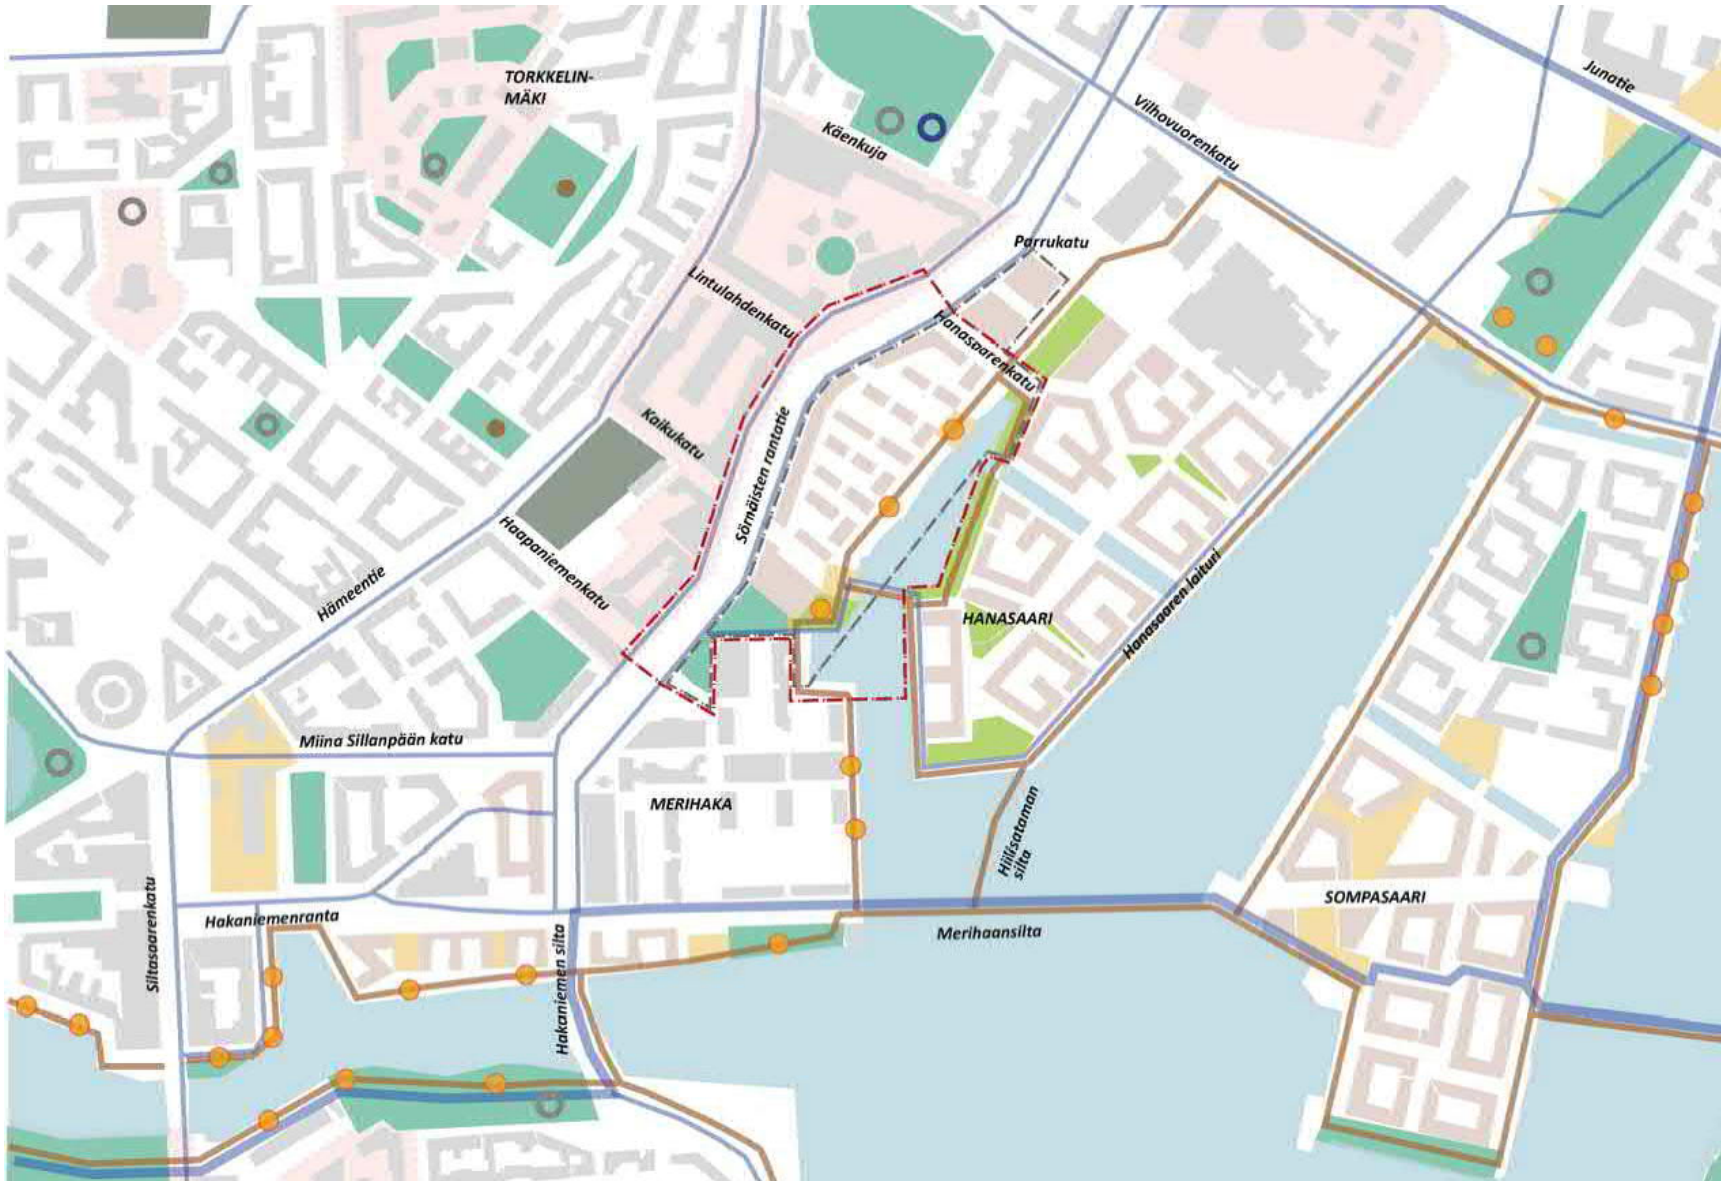 TORKKELIN-
MÄKI
Junatie
Vilhovuorenkatu
Käenkuja
Parrukatu
Lintulahdenkatu
Hanasaarenkatu
Kaikukatu
Sörnäisten rantatie
Haapaniemenkatu
Hämeentie
HANASAARI
Hanasaaren laituri
Miina Sillanpään katu
MERIHAKA
Hiilisataman
silta
SOMPASAARI
Siltasaarenkatu
Hakaniemenranta
Hakaniemen silta
Merihaansilta